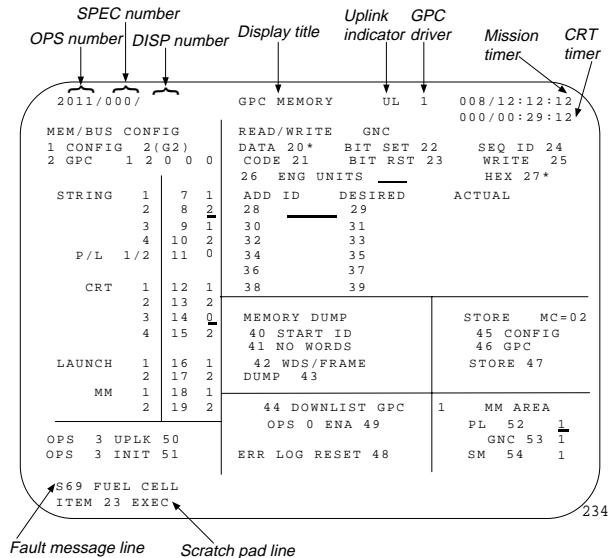 SPEC number
OPS number
DISP number
Display title
Uplink indicator
GPC driver
Mission timer
CRT timer
2011/000/ GPC MEMORY UL 1 008/12:12:12
000/00:29:12
MEM/BUS CONFIG READ/WRITE GNC
1 CONFIG 2(G2) DATA 20* BIT SET 22 SEQ ID 24
2 GPC 1 2 0 0 0 CODE 21 BIT RST 23 WRITE 25
26 ENG UNITS HEX 27*
STRING 1 7 1 ADD ID DESIRED ACTUAL
2 8 2 28 29
3 9 1 30 31
4 10 2 32 33
P/L 1/2 11 0 34 35
36 37
CRT 1 12 1 38 39
2 13 2
3 14 0 MEMORY DUMP STORE MC=02
4 15 2 40 START ID 45 CONFIG
41 NO WORDS 46 GPC
LAUNCH 1 16 1 42 WDS/FRAME STORE 47
2 17 2 DUMP 43
MM 1 18 1
2 19 2 44 DOWNLIST GPC 1 MM AREA
OPS 0 ENA 49 PL 52 1
OPS 3 UPLK 50 GNC 53 1
OPS 3 INIT 51 ERR LOG RESET 48 SM 54 1
S69 FUEL CELL
ITEM 23 EXEC
234
Fault message line
Scratch pad line